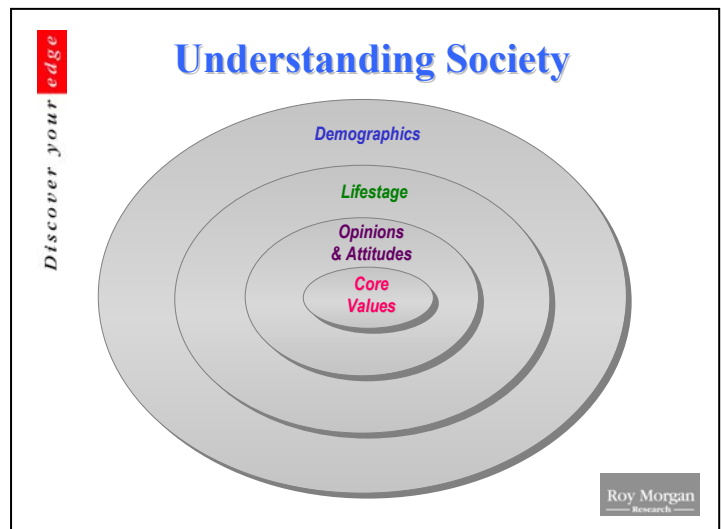 Discover your edge
Understanding Society
Demographics
Lifestage
Opinions
& Attitudes
Core
Values
Roy Morgan
Research